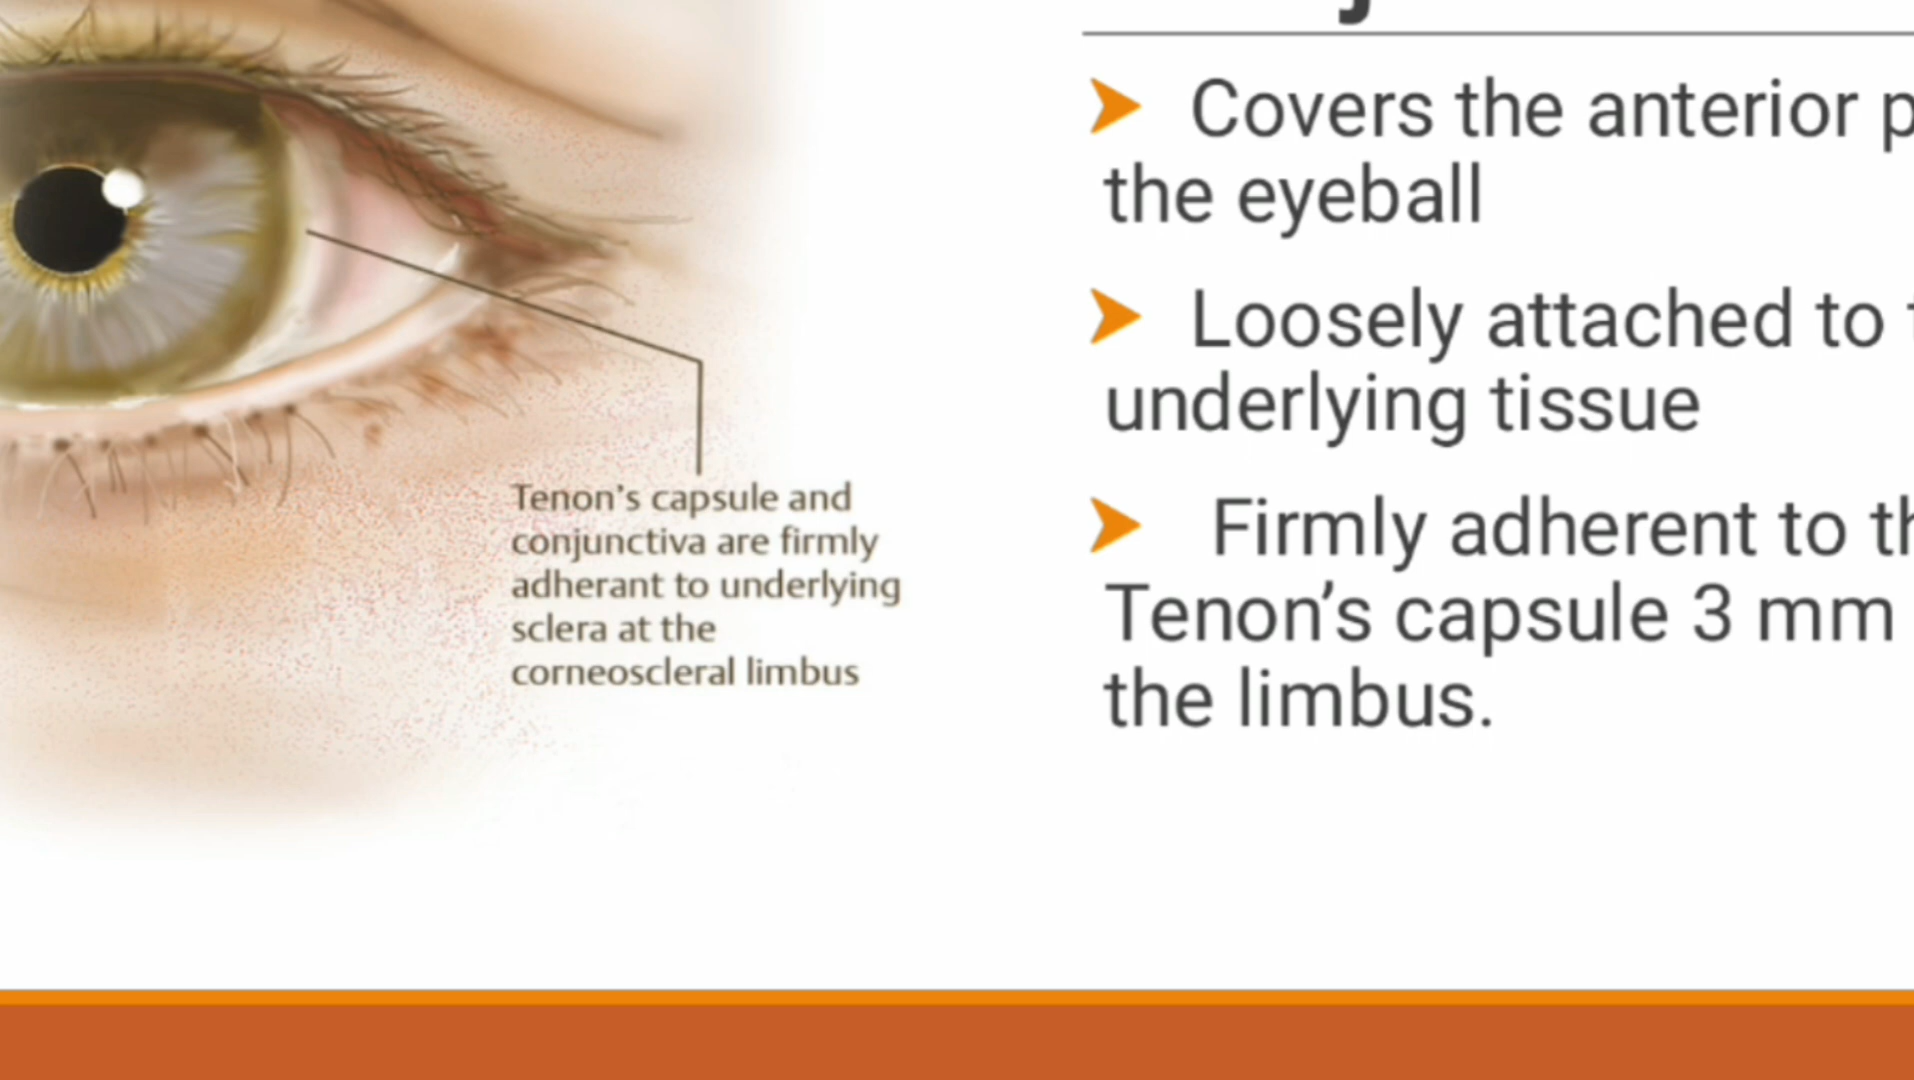 Covers the anterior
the eyeball
Loosely attached to
underlying tissue
Firmly adherent to
Tenon’s capsule 3 mm
the limbus.
Tenon's capsule and
conjunctiva are firmly
adherant to underlying
sclera at the
corneoscleral limbus